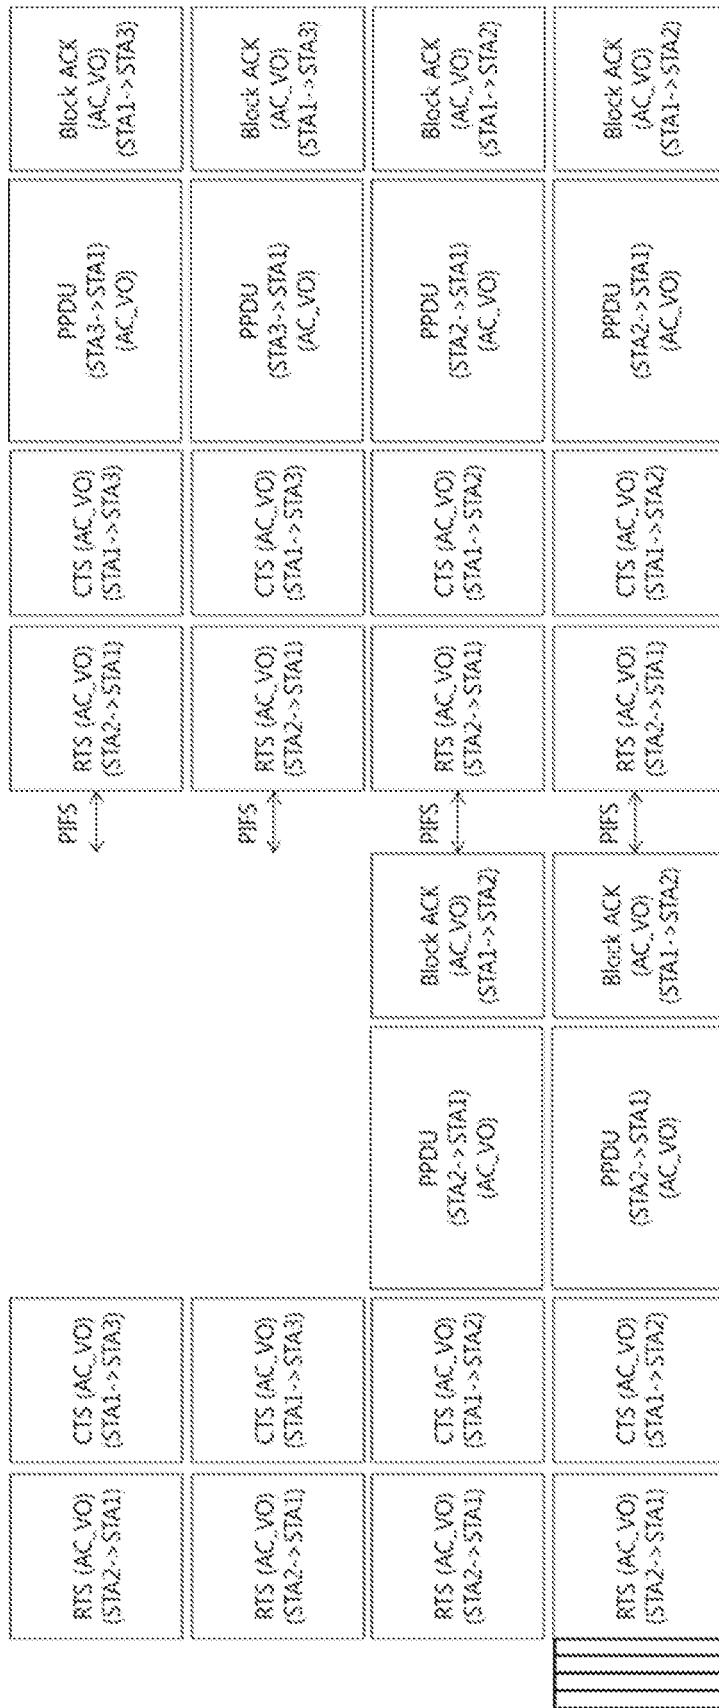 RTS (AC_VO)
(STA2->STA1)
CTS (AC_VO)
(STA1->STA3)
PIFS
RTS (AC_VO)
(STA2->STA1)
CTS (AC_VO)
(STA1->STA3)
PPDU
(STA3->STA1)
(AC_VO)
Block ACK
(AC_VO)
(STA1->STA3)
RTS (AC_VO)
(STA2->STA1)
CTS (AC_VO)
(STA1->STA3)
PIFS
RTS (AC_VO)
(STA2->STA1)
CTS (AC_VO)
(STA1->STA3)
PPDU
(STA3->STA1)
(AC_VO)
Block ACK
(AC_VO)
(STA1->STA3)
RTS (AC_VO)
(STA2->STA1)
CTS (AC_VO)
(STA1->STA2)
PPDU
(STA2->STA1)
(AC_VO)
Block ACK
(AC_VO)
(STA1->STA2)
PIFS
RTS (AC_VO)
(STA2->STA1)
CTS (AC_VO)
(STA1->STA2)
PPDU
(STA2->STA1)
(AC_VO)
Block ACK
(AC_VO)
(STA1->STA2)
RTS (AC_VO)
(STA2->STA1)
CTS (AC_VO)
(STA1->STA2)
PPDU
(STA2->STA1)
(AC_VO)
Block ACK
(AC_VO)
(STA1->STA2)
PIFS
RTS (AC_VO)
(STA2->STA1)
CTS (AC_VO)
(STA1->STA2)
PPDU
(STA2->STA1)
(AC_VO)
Block ACK
(AC_VO)
(STA1->STA2)